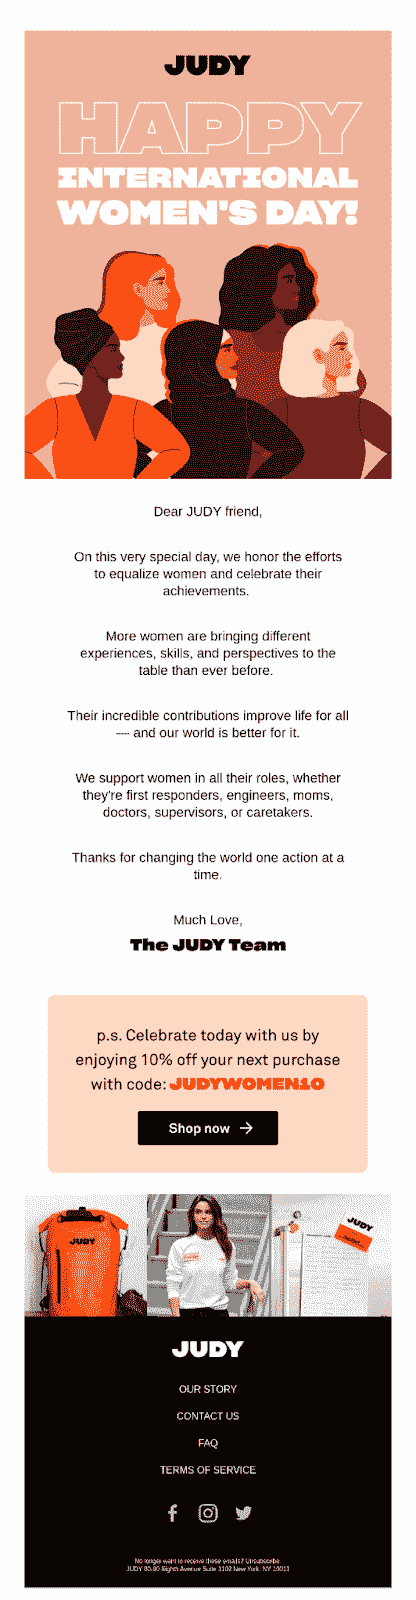 JUDY
HAPPY
INTERNATIONAL
WOMEN'S DAY!
Dear JUDY friend,
On this very special day, we honor the efforts
to equalize women and celebrate their
achievements.
More women are bringing different
experiences, skills, and perspectives to the
table than ever before.
Their incredible contributions improve life for all
— and our world is better for it.
We support women in all their roles, whether
they're first responders, engineers, moms,
doctors, supervisors, or caretakers.
Thanks for changing the world one action at a
time.
Much Love,
The JUDY Team
p.s. Celebrate today with us by
enjoying 10% off your next purchase
with code: JUDYWOMEN10
Shop now →
JUDY
JUDY
JUDY
OUR STORY
CONTACT US
FAQ
TERMS OF SERVICE
No longer want to receive these emails? Unsubscribe.
JUDY 80-90 Eighth Avenue Suite 1102 New York, NY 10011